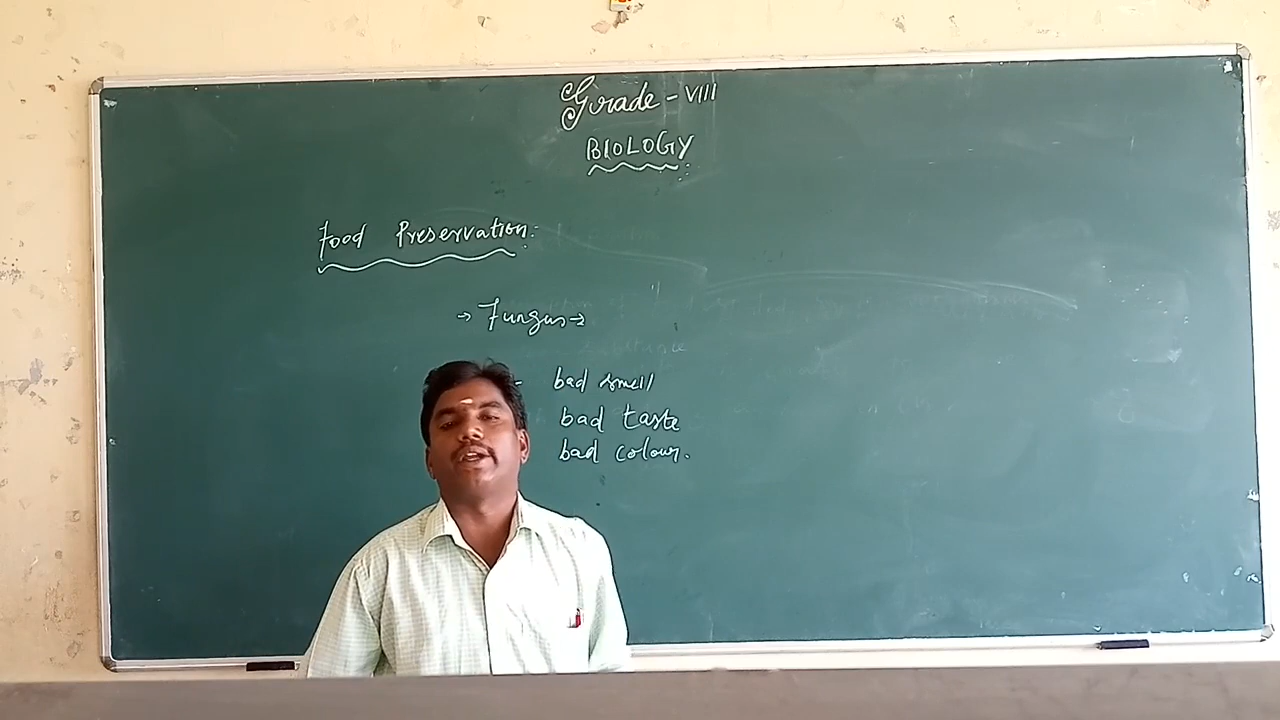 Grade - VIII
BIOLOGY
Food Preservation:
→ Fungus →
- bad smell
bad taste
bad colour.